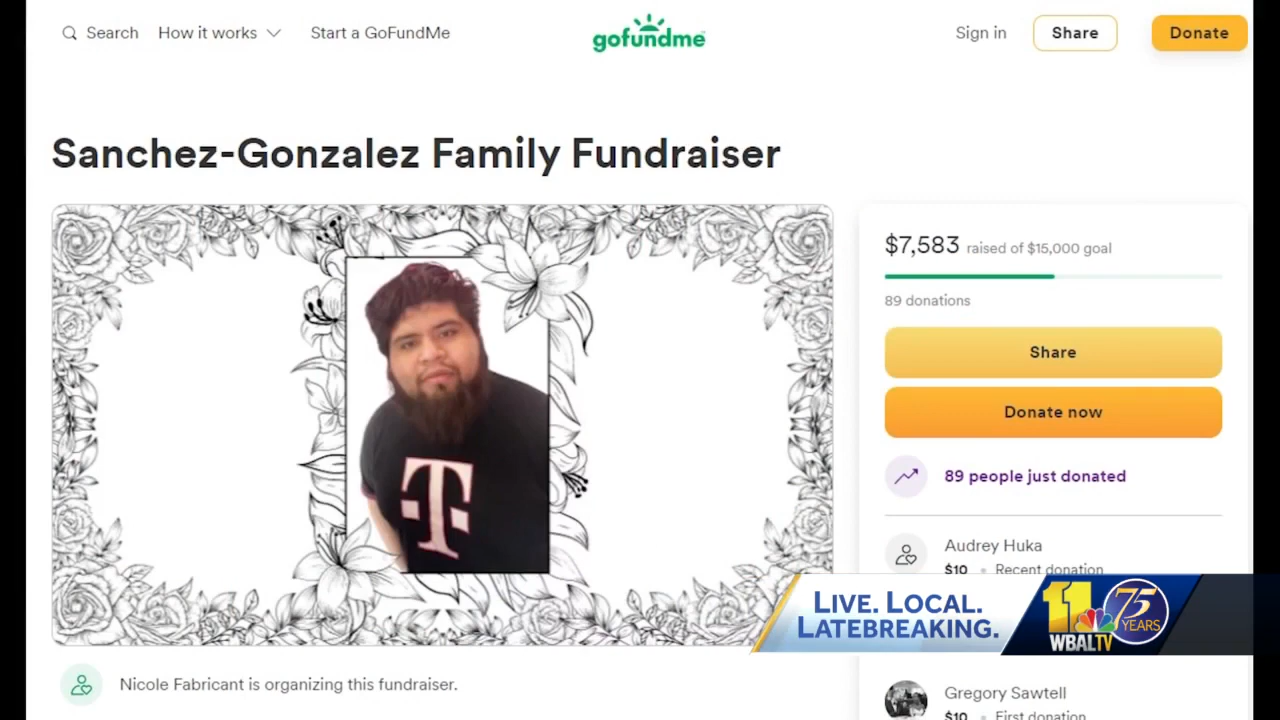 Search
How it works
Start a GoFundMe
gofundme
Sign in
Share
Donate
Sanchez-Gonzalez Family Fundraiser
T
$7,583 raised of $15,000 goal
89 donations
Share
Donate now
89 people just donated
Audrey Huka
$10 • Recent donation
LIVE. LOCAL.
LATEBREAKING.
11
WBALTV
75
YEARS
Nicole Fabricant is organizing this fundraiser.
Gregory Sawtell
$10 • First donation